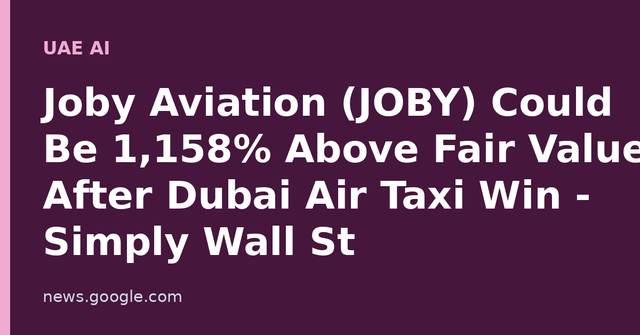 UAE AI
Joby Aviation (JOBY) Could
Be 1,158% Above Fair Value
After Dubai Air Taxi Win -
Simply Wall St
news.google.com